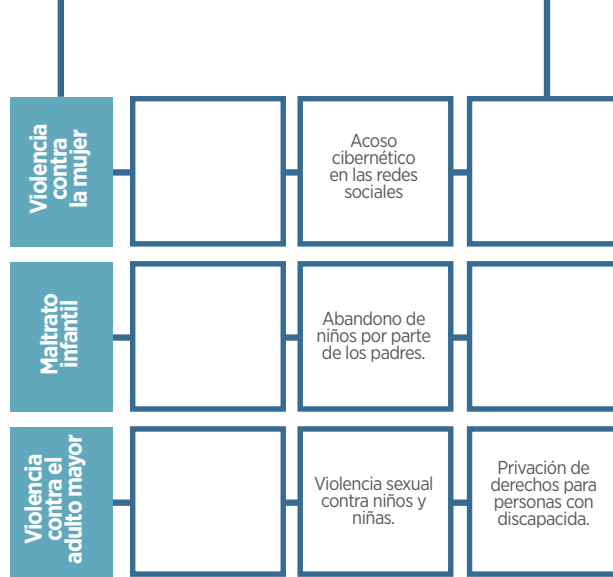 Violencia
contra
la mujer
Acoso
cibernético
en las redes
sociales
Maltrato
infantil
Abandono de
niños por parte
de los padres.
Violencia
contra el
adulto mayor
Violencia sexual
contra niños y
niñas.
Privación de
derechos para
personas con
discapacida.